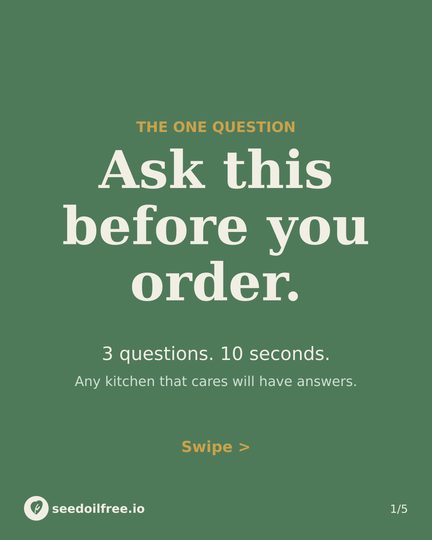 THE ONE QUESTION
Ask this
before you
order.
3 questions. 10 seconds.
Any kitchen that cares will have answers.
Swipe >
seedoilfree.io
1/5